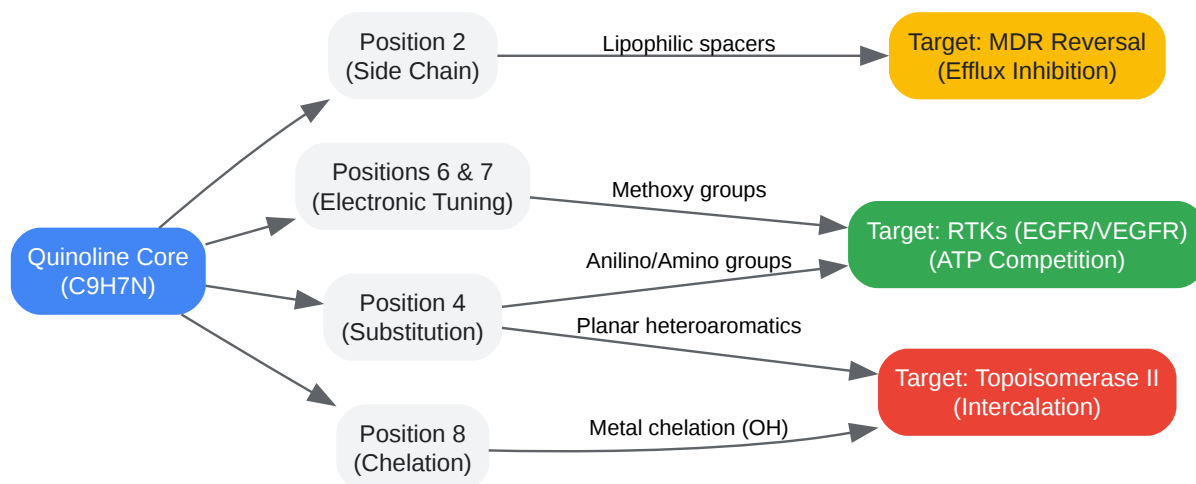 Position 2
(Side Chain)
Lipophilic spacers
Target: MDR Reversal
(Efflux Inhibition)
Positions 6 & 7
(Electronic Tuning)
Methoxy groups
Target: RTKs (EGFR/VEGFR)
(ATP Competition)
Quinoline Core
(C9H7N)
Anilino/Amino groups
Position 4
(Substitution)
Planar heteroaromatics
Target: Topoisomerase II
(Intercalation)
Position 8
(Chelation)
Metal chelation (OH)